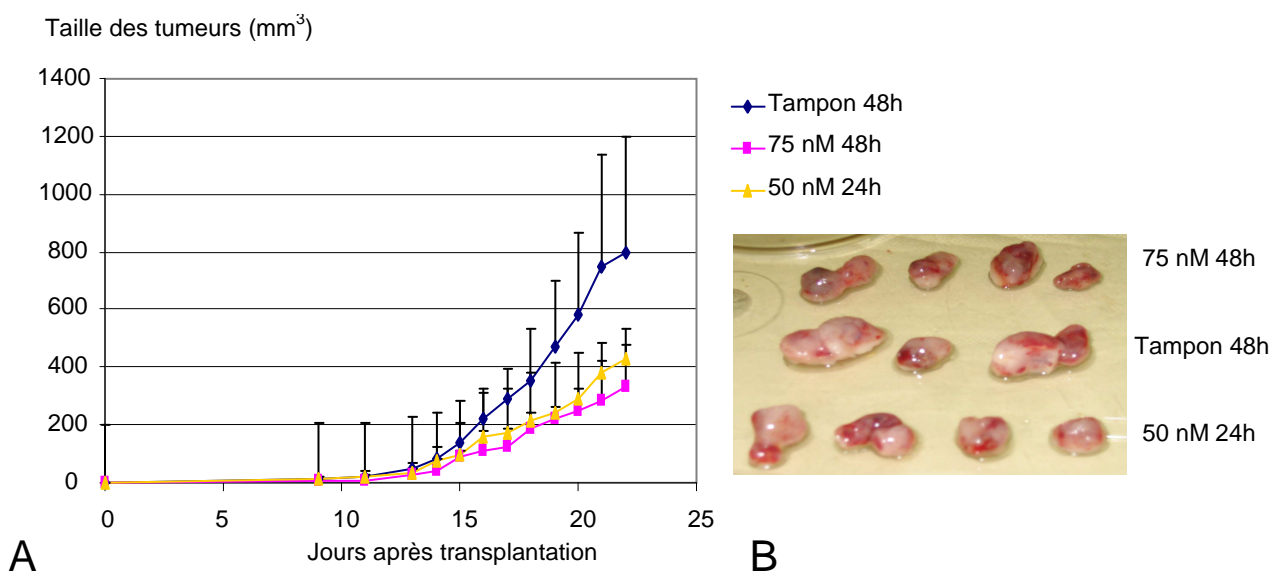 Taille des tumeurs (mm³)
1400
1200
1000
800
600
400
200
0
0 5 10 15 20 25
Jours après transplantation
A
Tampon 48h
75 nM 48h
50 nM 24h
75 nM 48h
Tampon 48h
50 nM 24h
B